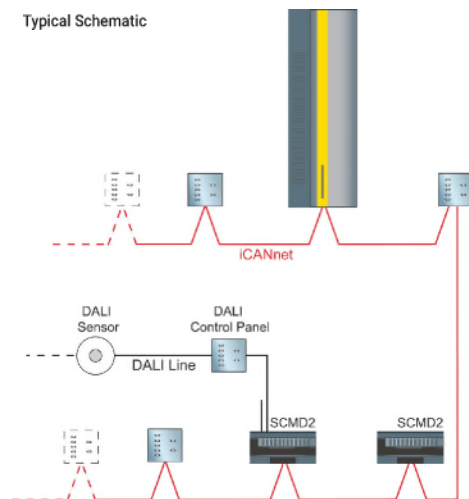 Typical Schematic
iCANnet
DALI
Sensor
DALI
Control Panel
DALI Line
SCMD2
SCMD2